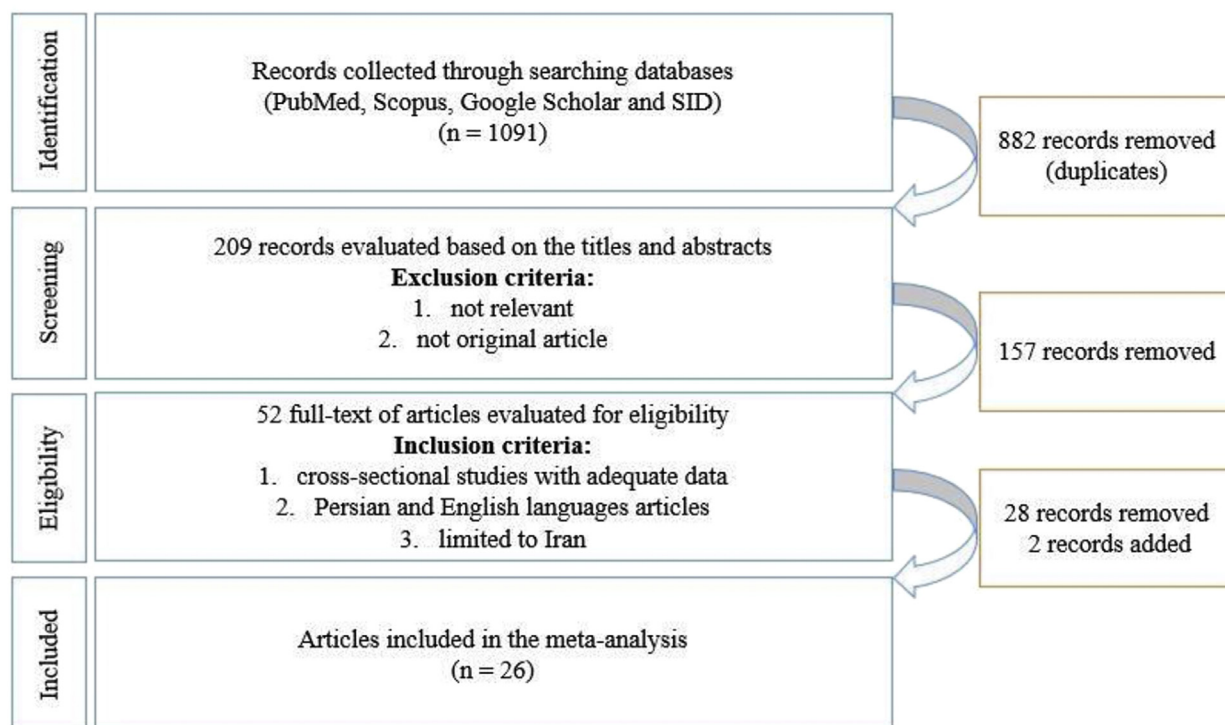 Identification
Records collected through searching databases
(PubMed, Scopus, Google Scholar and SID)
(n = 1091)
882 records removed
(duplicates)
Screening
209 records evaluated based on the titles and abstracts
Exclusion criteria:
1. not relevant
2. not original article
157 records removed
Eligibility
52 full-text of articles evaluated for eligibility
Inclusion criteria:
1. cross-sectional studies with adequate data
2. Persian and English languages articles
3. limited to Iran
28 records removed
2 records added
Included
Articles included in the meta-analysis
(n = 26)